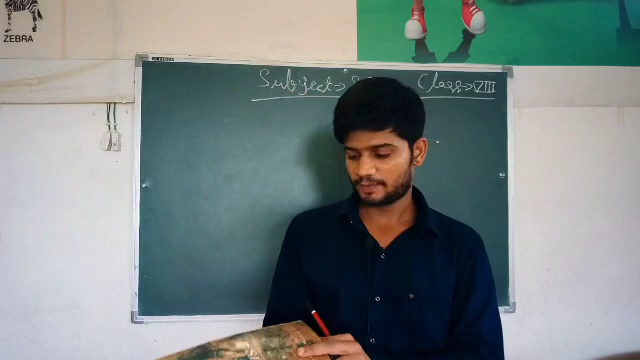 ZEBRA
Subject → Class → VIII